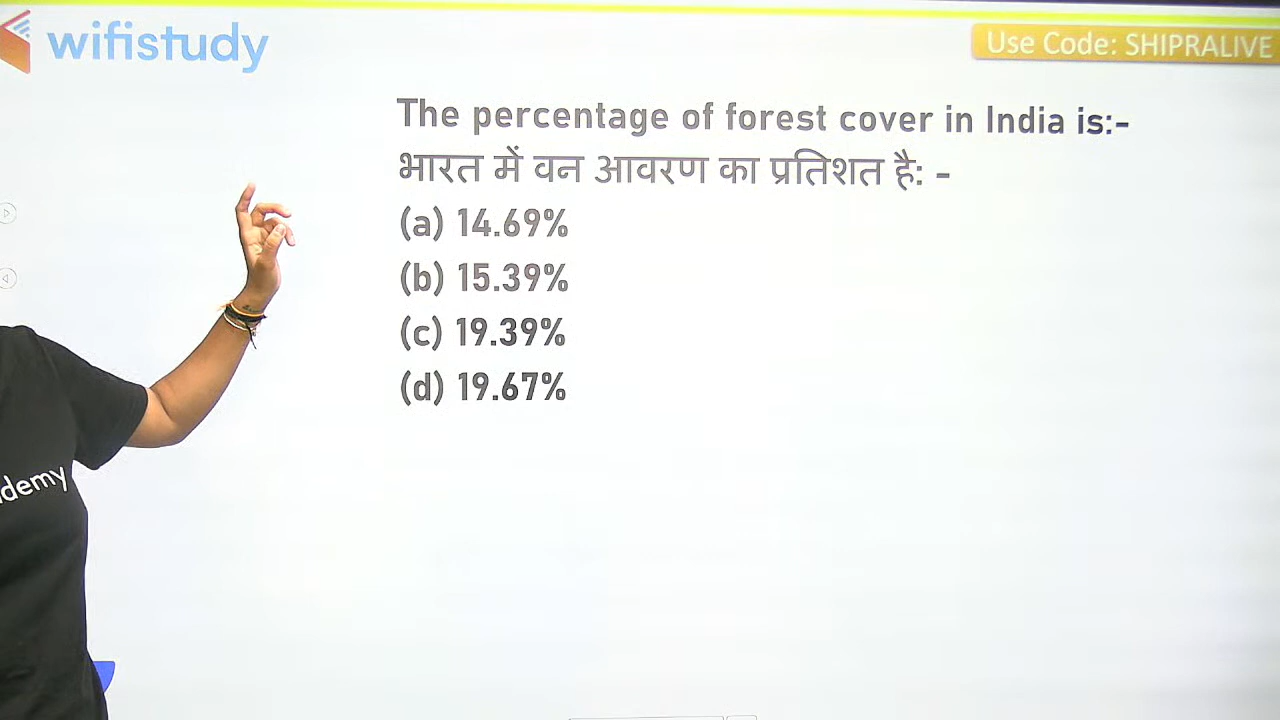 wifistudy
Use Code: SHIPRALIVE
The percentage of forest cover in India is:-
भारत में वन आवरण का प्रतिशत है: -
(a) 14.69%
(b) 15.39%
(c) 19.39%
(d) 19.67%
demy